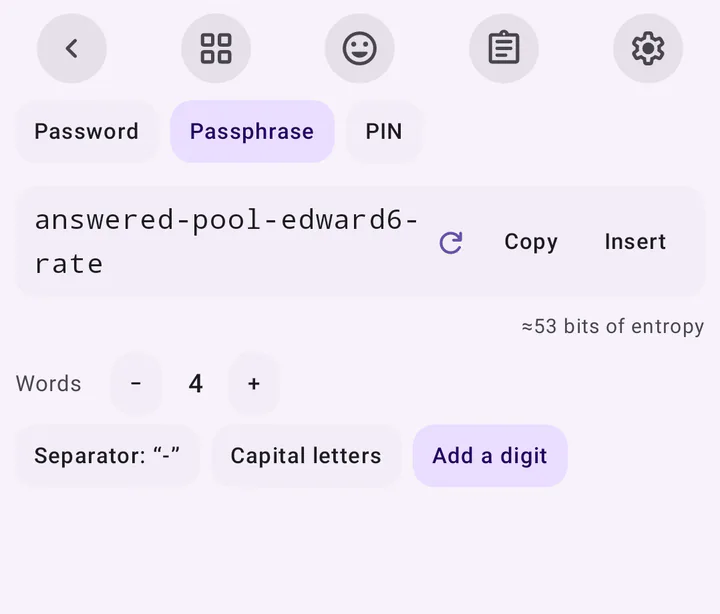 Password Passphrase PIN
answered-pool-edward6-
rate
Copy Insert
≈53 bits of entropy
Words - 4 +
Separator: “-” Capital letters Add a digit